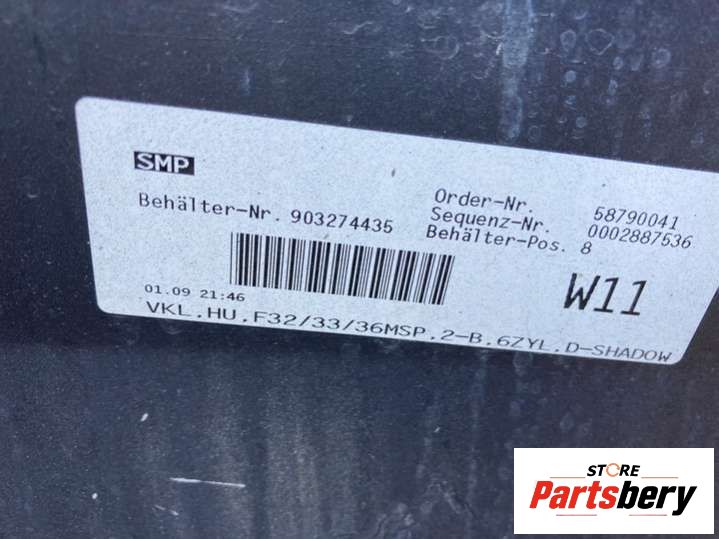 SMP
Behälter-Nr. 903274435
Order-Nr. 58790041
Sequenz-Nr. 0002887536
Behälter-Pos. 8
01.09 21:46
W11
VKL.HU.F32/33/36MSP.2-B.6ZYL.D-SHADOW
STORE
Partsbery